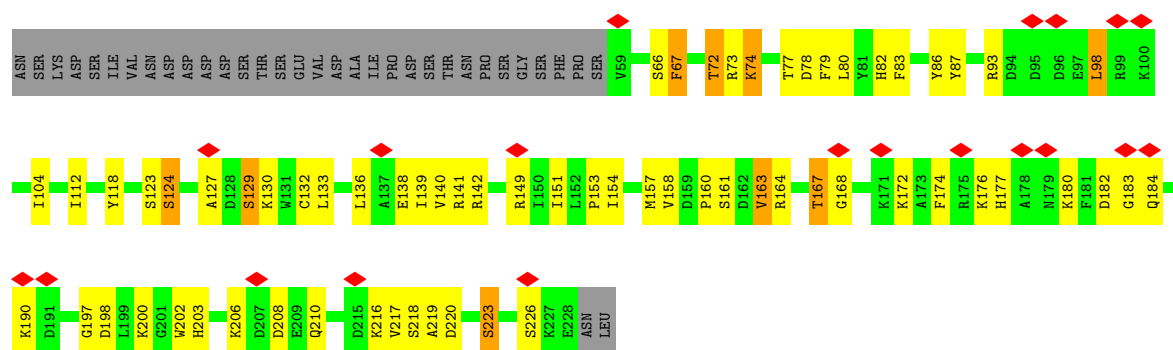 ASN SER LYS ASP SER ILE VAL ASN ASP ASP ASP ASP SER THR SER GLU VAL ASP ALA ILE PRO ASP SER THR ASN PRO SER GLY SER PHE PRO SER V59 S66 F67 T72 R73 K74 T77 D78 F79 L80 Y81 H82 F83 Y86 Y87 R93 D94 D95 D96 E97 L98 R99 K100
I104 I112 Y118 S123 S124 A127 D128 S129 K130 W131 C132 L133 L136 A137 E138 I139 V140 R141 R142 R149 I150 I151 L152 P153 I154 M157 V158 D159 P160 S161 D162 V163 R164 T167 G168 K171 K172 A173 F174 R175 K176 H177 A178 N179 K180 F181 D182 G183 Q184
K190 D191 G197 D198 L199 K200 G201 W202 H203 K206 D207 D208 E209 Q210 D215 K216 V217 S218 A219 D220 S223 S226 K227 E228 ASN LEU